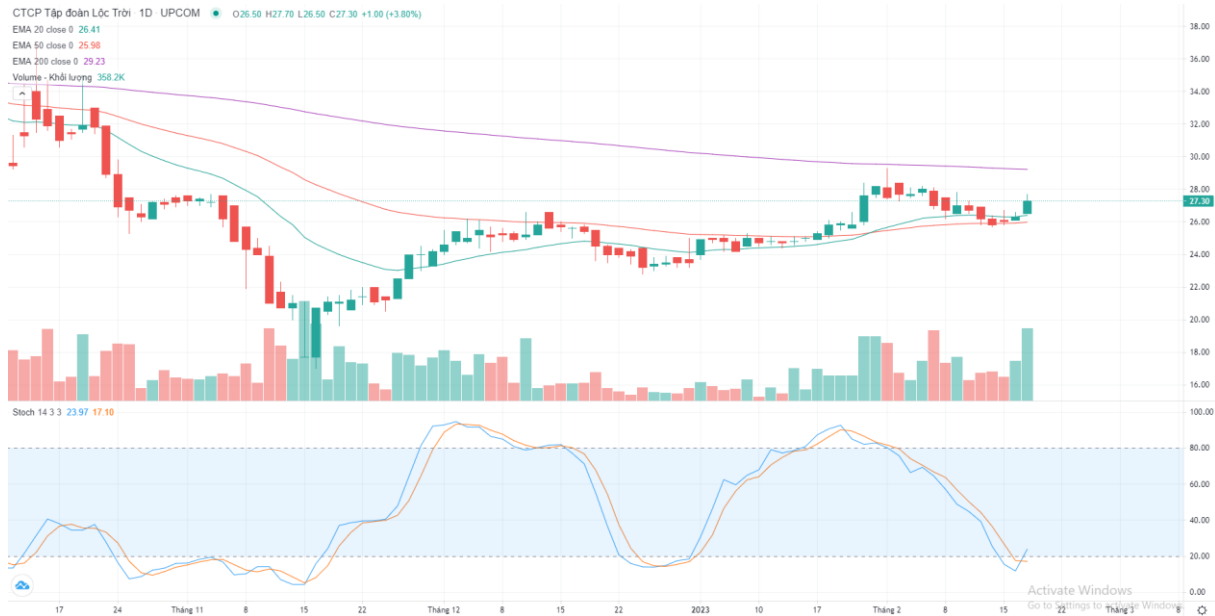 CTCP Tập đoàn Lộc Trời · 1D · UPCOM O26.50 H27.70 L26.50 C27.30 +1.00 (+3.80%)
EMA 20 close 0 26.41
EMA 50 close 0 25.98
EMA 200 close 0 29.23
Volume - Khối lượng 358.2K
38.00
36.00
34.00
32.00
30.00
28.00
27.30
26.00
24.00
22.00
20.00
18.00
16.00
Stoch 14 3 3 23.97 17.10
100.00
80.00
60.00
40.00
20.00
0.00
Activate Windows
Go to Settings to activate Windows
17 24 Tháng 11 8 15 22 Tháng 12 8 15 22 2023 10 17 Tháng 2 8 15 22 Tháng 3 8